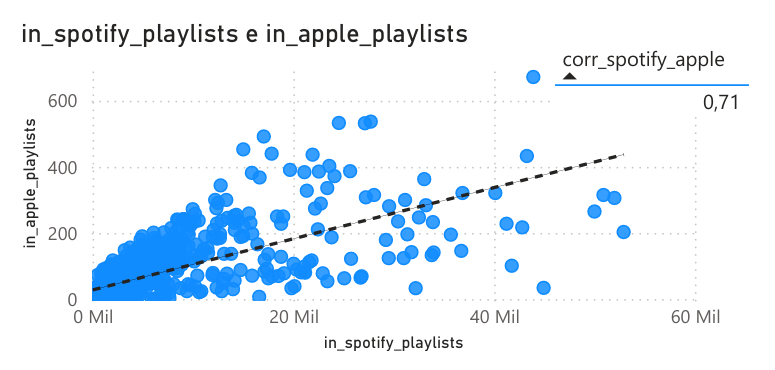 in_spotify_playlists e in_apple_playlists
corr_spotify_apple
0,71
in_apple_playlists
600
400
200
0
0 Mil 20 Mil 40 Mil 60 Mil
in_spotify_playlists